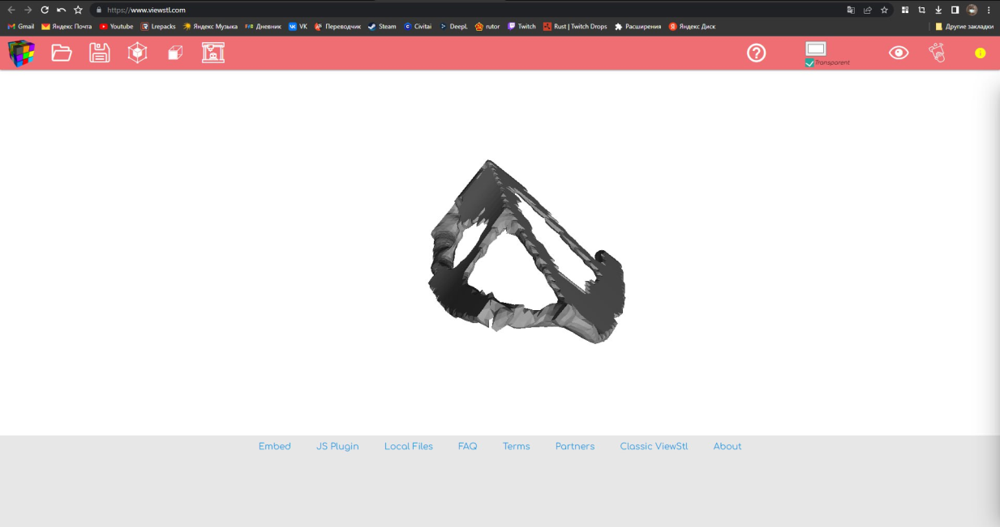 https://www.viewstl.com
Gmail Яндекс Почта Youtube Lrepacks Яндекс Музыка Дневник VK Переводчик Steam Civitai DeepL rutor Twitch Rust | Twitch Drops Расширения Яндекс Диск Другие закладки
Transparent
Embed JS Plugin Local Files FAQ Terms Partners Classic ViewStl About